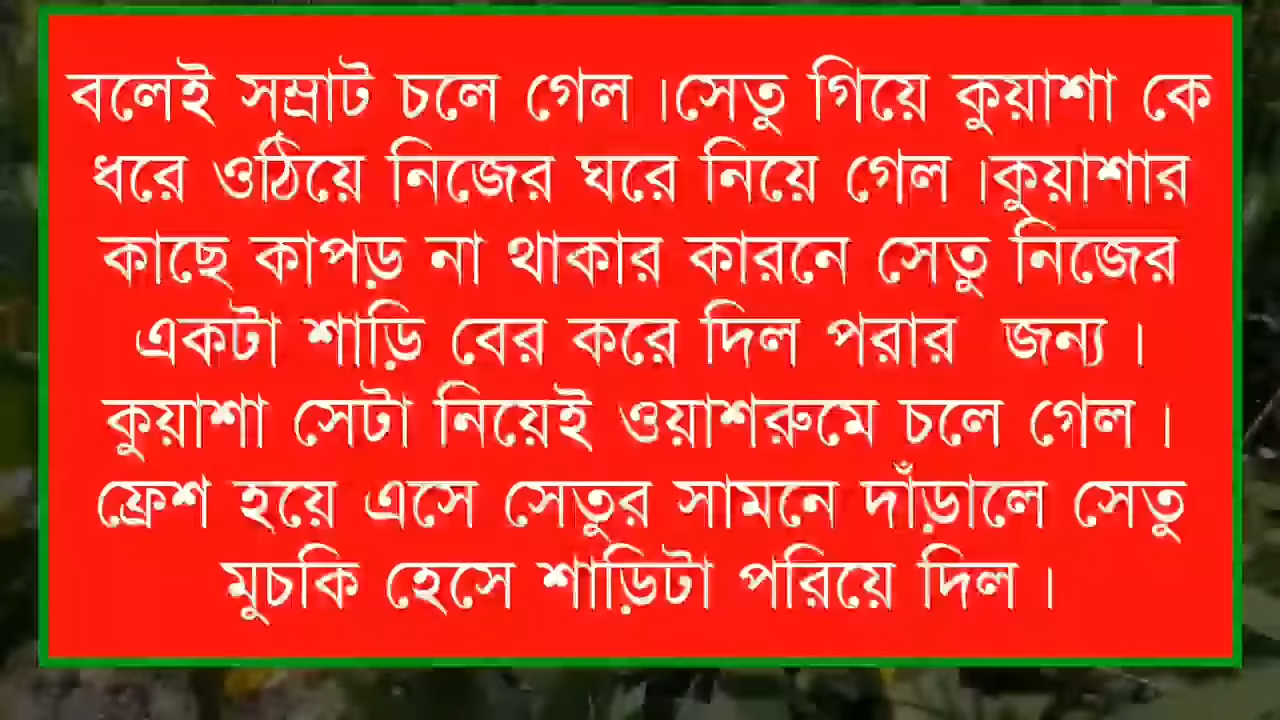 বলেই সম্রাট চলে গেল ।সেতু গিয়ে কুয়াশা কে
ধরে ওঠিয়ে নিজের ঘরে নিয়ে গেল ।কুয়াশার
কাছে কাপড় না থাকার কারনে সেতু নিজের
একটা শাড়ি বের করে দিল পরার জন্য ।
কুয়াশা সেটা নিয়েই ওয়াশরুমে চলে গেল ।
ফ্রেশ হয়ে এসে সেতুর সামনে দাঁড়ালে সেতু
মুচকি হেসে শাড়িটা পরিয়ে দিল ।